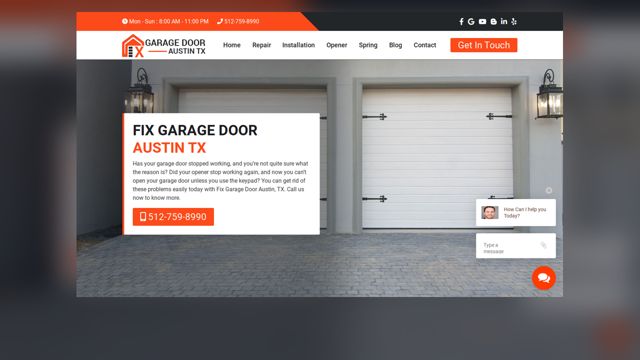 Mon - Sun : 8:00 AM - 11:00 PM 512-759-8990
GARAGE DOOR
AUSTIN TX
Home Repair Installation Opener Spring Blog Contact Get In Touch
FIX GARAGE DOOR
AUSTIN TX
Has your garage door stopped working, and you're not quite sure what
the reason is? Did your opener stop working again, and now you can't
open your garage door unless you use the keypad? You can get rid of
these problems easily today with Fix Garage Door Austin, TX. Call us
now to know more.
512-759-8990
How Can I help you
Today?
Type a
message